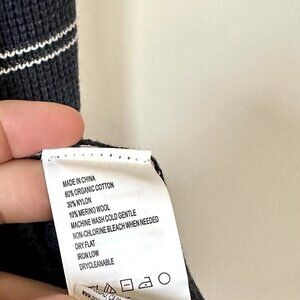 MADE IN CHINA
60% ORGANIC COTTON
30% NYLON
10% MERINO WOOL
MACHINE WASH COLD GENTLE
NON-CHLORINE BLEACH WHEN NEEDED
DRY FLAT
IRON LOW
DRYCLEANABLE